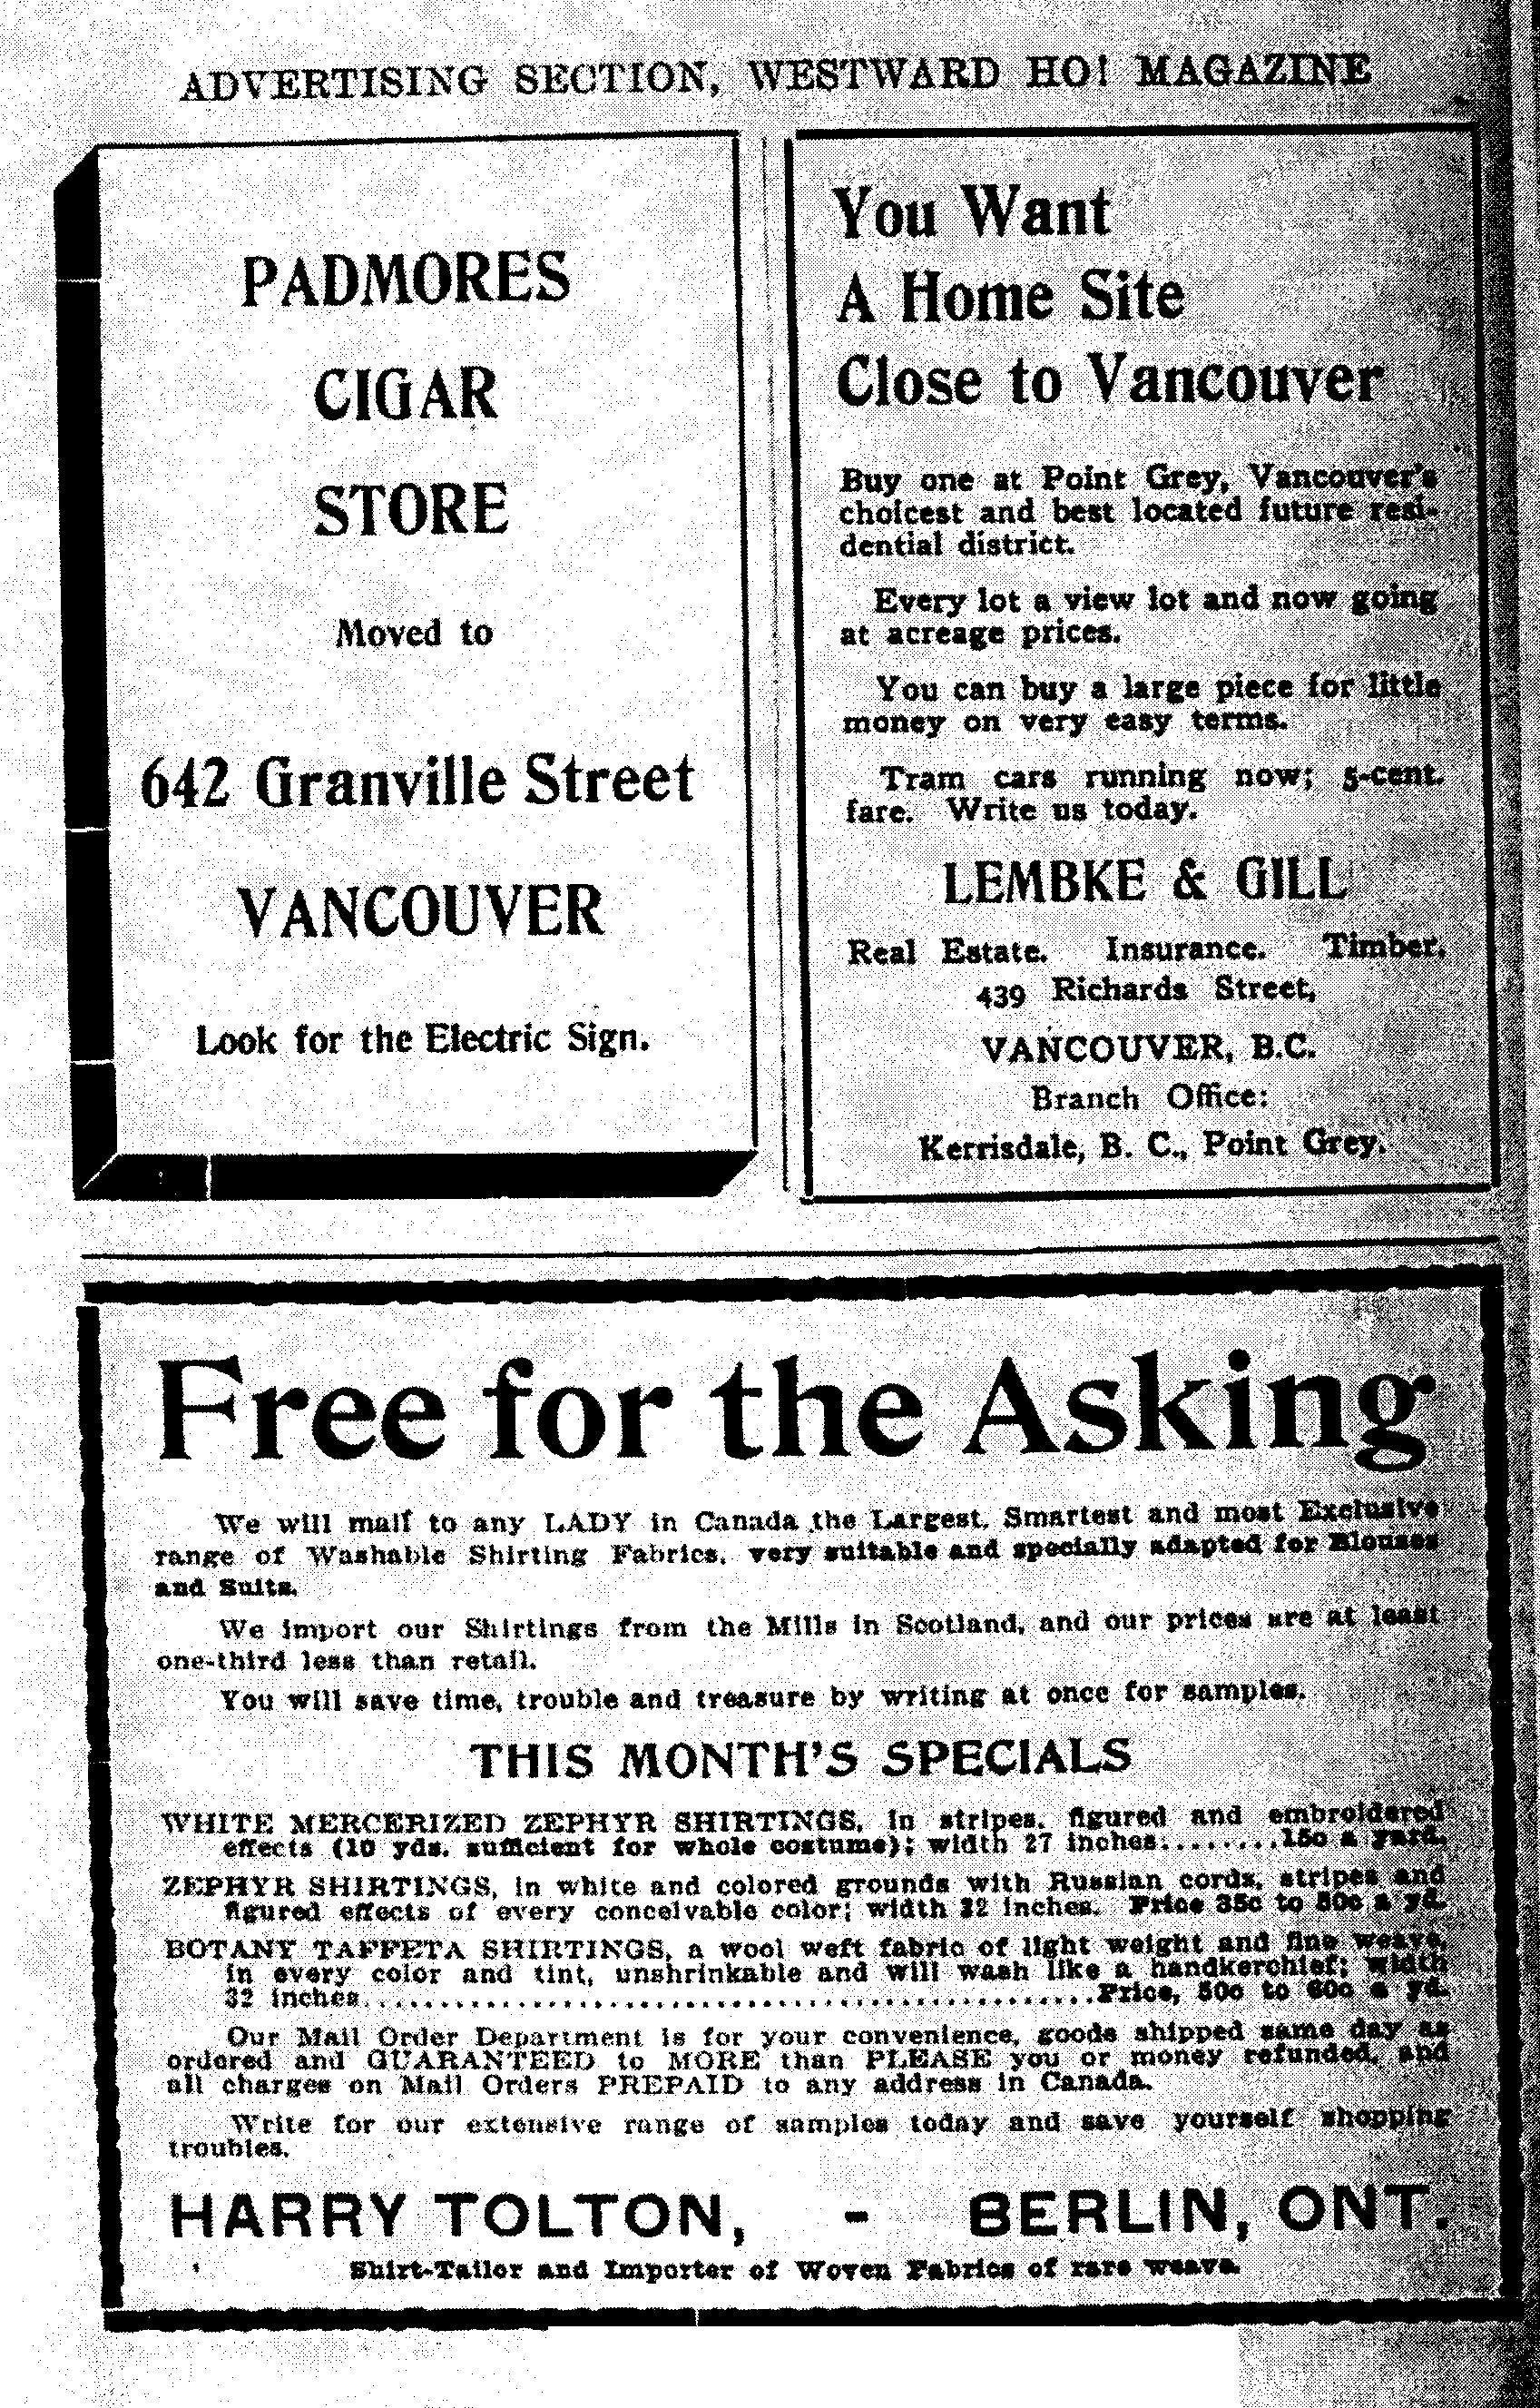 ADVERTISING SECTION, WESTWARD HO! MAGAZINE
PADMORES
CIGAR
STORE
Moved to
642 Granville Street
VANCOUVER
Look for the Electric Sign.
You Want
A Home Site
Close to Vancouver
Buy one at Point Grey, Vancouver's
choicest and best located future resi-
dential district.
Every lot a view lot and now going
at acreage prices.
You can buy a large piece for little
money on very easy terms.
Tram cars running now; 5-cent.
fare. Write us today.
LEMBKE & GILL
Real Estate. Insurance. Timber.
439 Richards Street,
VANCOUVER, B.C.
Branch Office:
Kerrisdale, B. C., Point Grey.
Free for the Asking
We will mail to any LADY in Canada the Largest, Smartest and most Exclusive
range of Washable Shirting Fabrics, very suitable and specially adapted for Blouses
and Suits.
We import our Shirtings from the Mills in Scotland, and our prices are at least
one-third less than retail.
You will save time, trouble and treasure by writing at once for samples.
THIS MONTH'S SPECIALS
WHITE MERCERIZED ZEPHYR SHIRTINGS, in stripes, figured and embroidered
effects (10 yds. sufficient for whole costume); width 27 inches........15c a yard.
ZEPHYR SHIRTINGS, in white and colored grounds with Russian cords, stripes and
figured effects of every conceivable color; width 32 inches. Price 35c to 50c a yd.
BOTANY TAFFETA SHIRTINGS, a wool weft fabric of light weight and fine weave,
in every color and tint, unshrinkable and will wash like a handkerchief; width
32 inches................................................Price, 50c to 60c a yd.
Our Mail Order Department is for your convenience, goods shipped same day as
ordered and GUARANTEED to MORE than PLEASE you or money refunded, and
all charges on Mail Orders PREPAID to any address in Canada.
Write for our extensive range of samples today and save yourself shopping
troubles.
HARRY TOLTON, - BERLIN, ONT.
Shirt-Tailor and Importer of Woven Fabrics of rare weave.